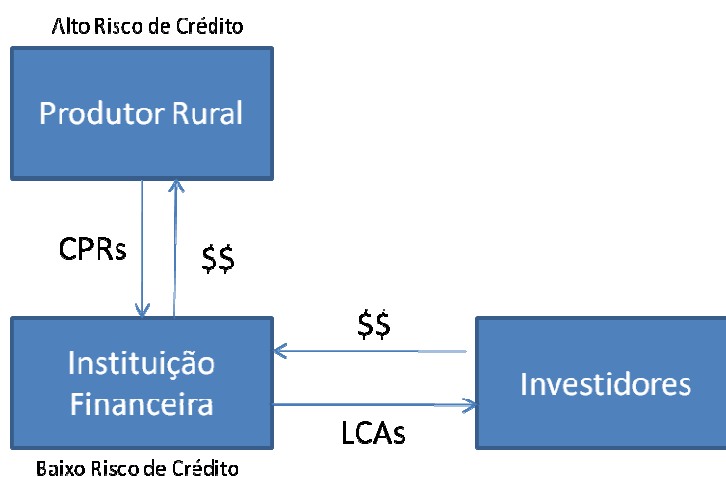 Alto Risco de Crédito
Produtor Rural
CPRs
$$
Instituição
Financeira
$$
LCAs
Investidores
Baixo Risco de Crédito